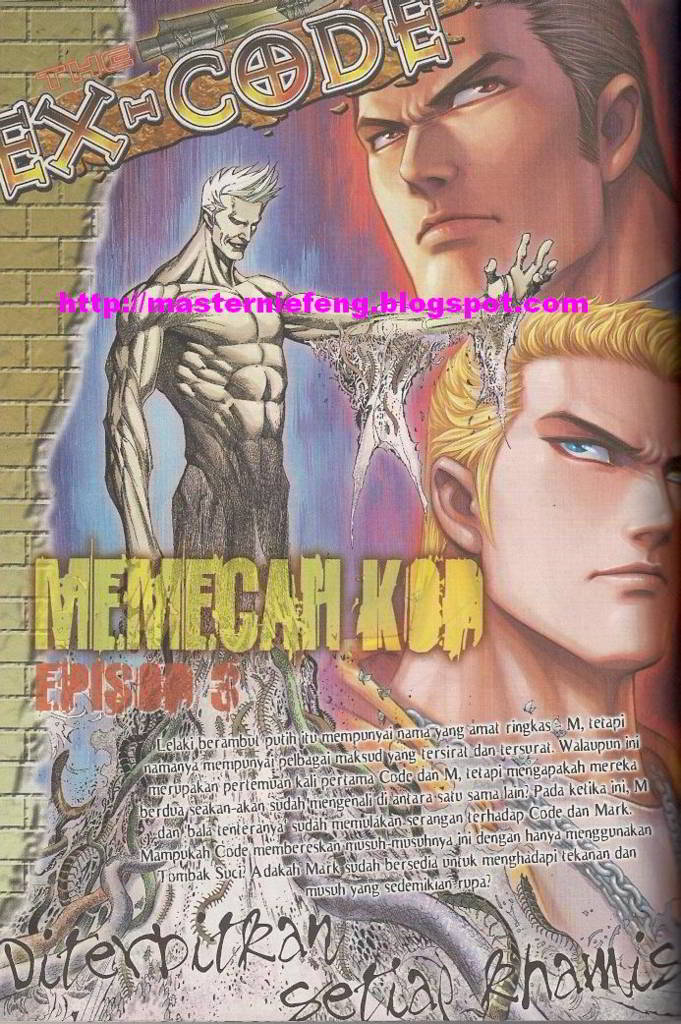 THE
EX-CODE
http://masterniefeng.blogspot.com
MEMECAH KOD
EPISOD 3
Lelaki berambut putih itu mempunyai nama yang amat ringkas - M, tetapi
namanya mempunyai pelbagai maksud yang tersirat dan tersurat. Walaupun ini
merupakan pertemuan kali pertama Code dan M, tetapi mengapakah mereka
berdua seakan-akan sudah mengenali di antara satu sama lain? Pada ketika ini, M
dan bala tenteranya sudah memulakan serangan terhadap Code dan Mark.
Mampukah Code membereskan musuh-musuhnya ini dengan hanya menggunakan
Tombak Suci? Adakah Mark sudah bersedia untuk menghadapi tekanan dan
musuh yang sedemikian rupa?
Diterbitkan
setiap khamis